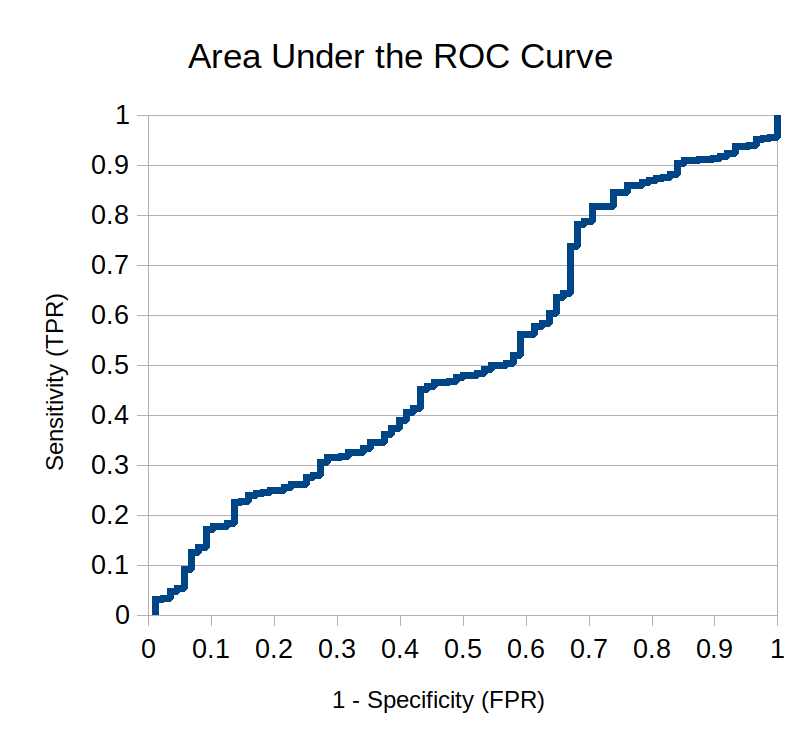 Area Under the ROC Curve
1
0.9
0.8
0.7
0.6
0.5
0.4
0.3
0.2
0.1
0
Sensitivity (TPR)
0 0.1 0.2 0.3 0.4 0.5 0.6 0.7 0.8 0.9 1
1 - Specificity (FPR)